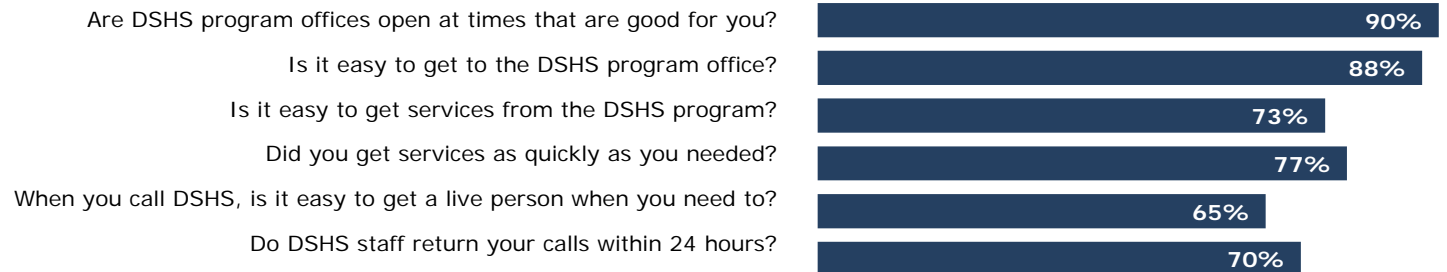 Are DSHS program offices open at times that are good for you? 90%
Is it easy to get to the DSHS program office? 88%
Is it easy to get services from the DSHS program? 73%
Did you get services as quickly as you needed? 77%
When you call DSHS, is it easy to get a live person when you need to? 65%
Do DSHS staff return your calls within 24 hours? 70%